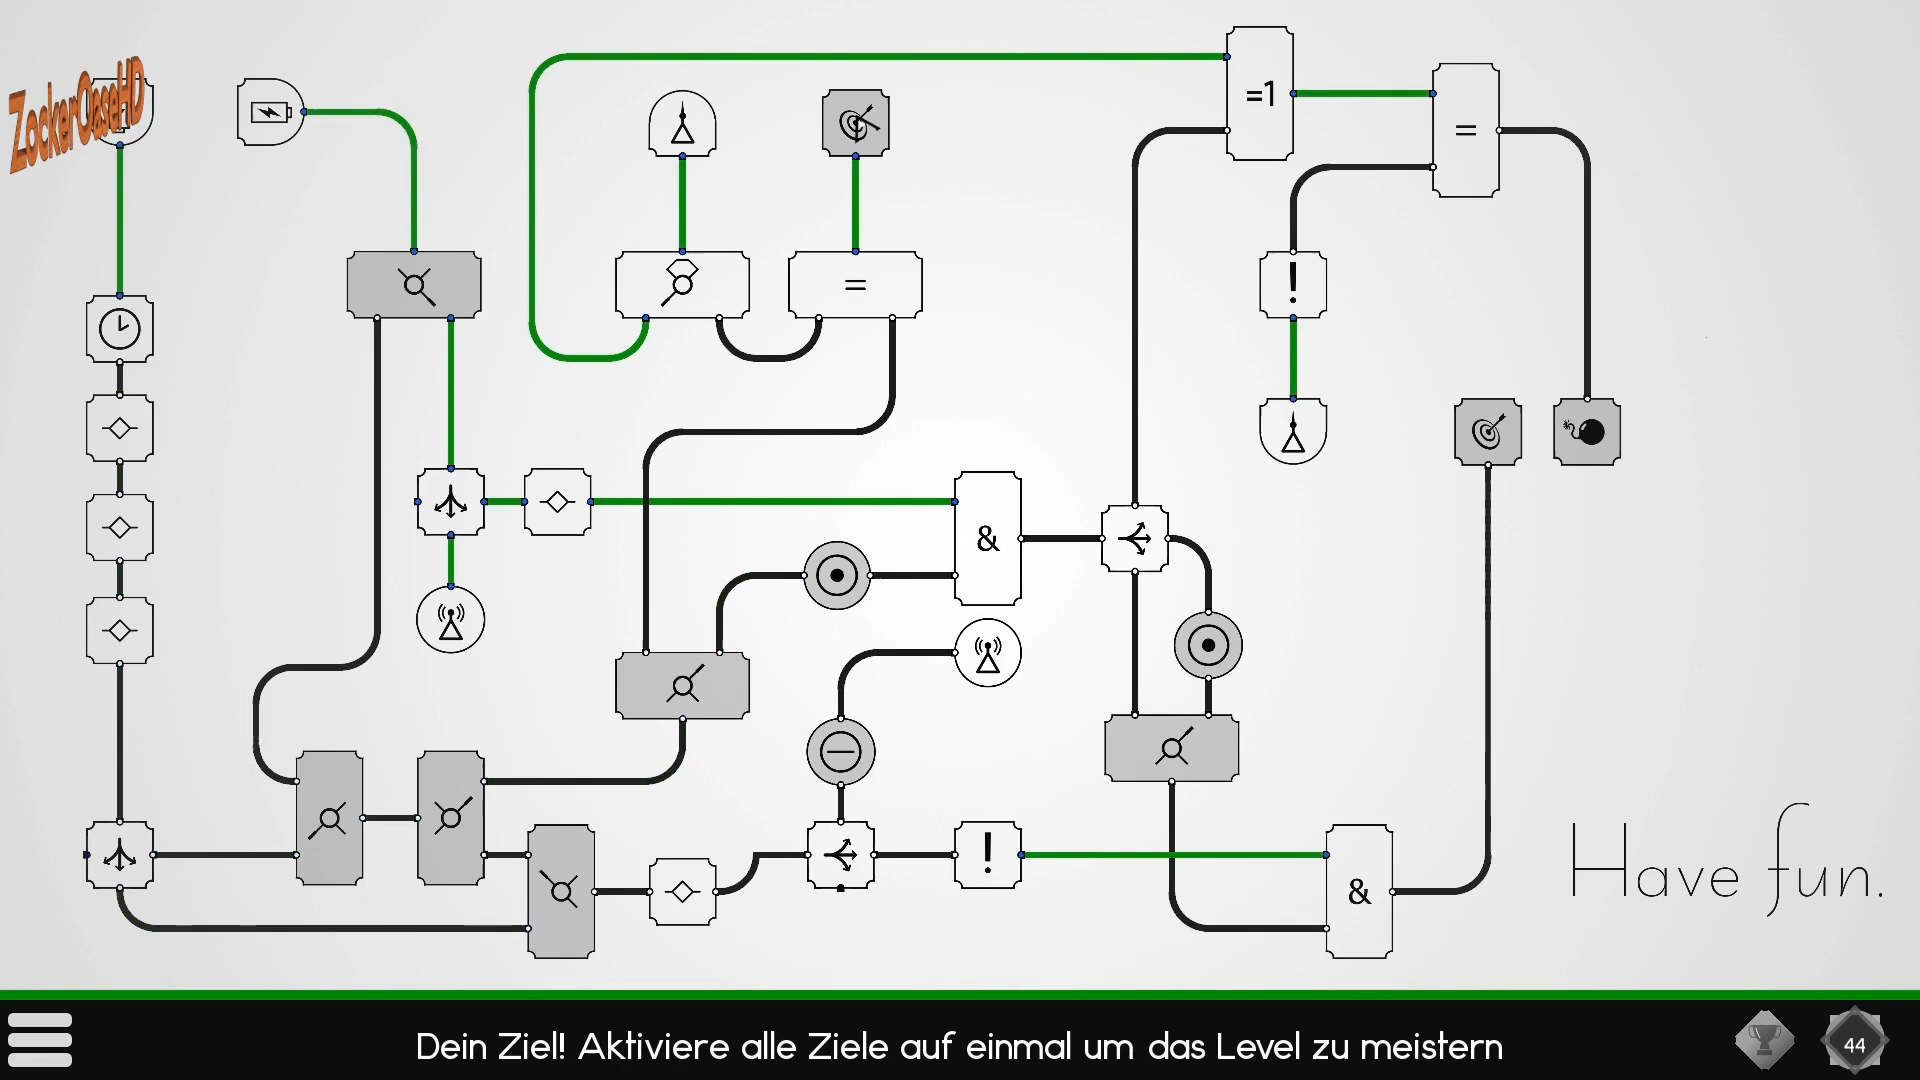 ZockerOaseHD
=1
=
=
!
&
!
&
Have fun.
Dein Ziel! Aktiviere alle Ziele auf einmal um das Level zu meistern
44